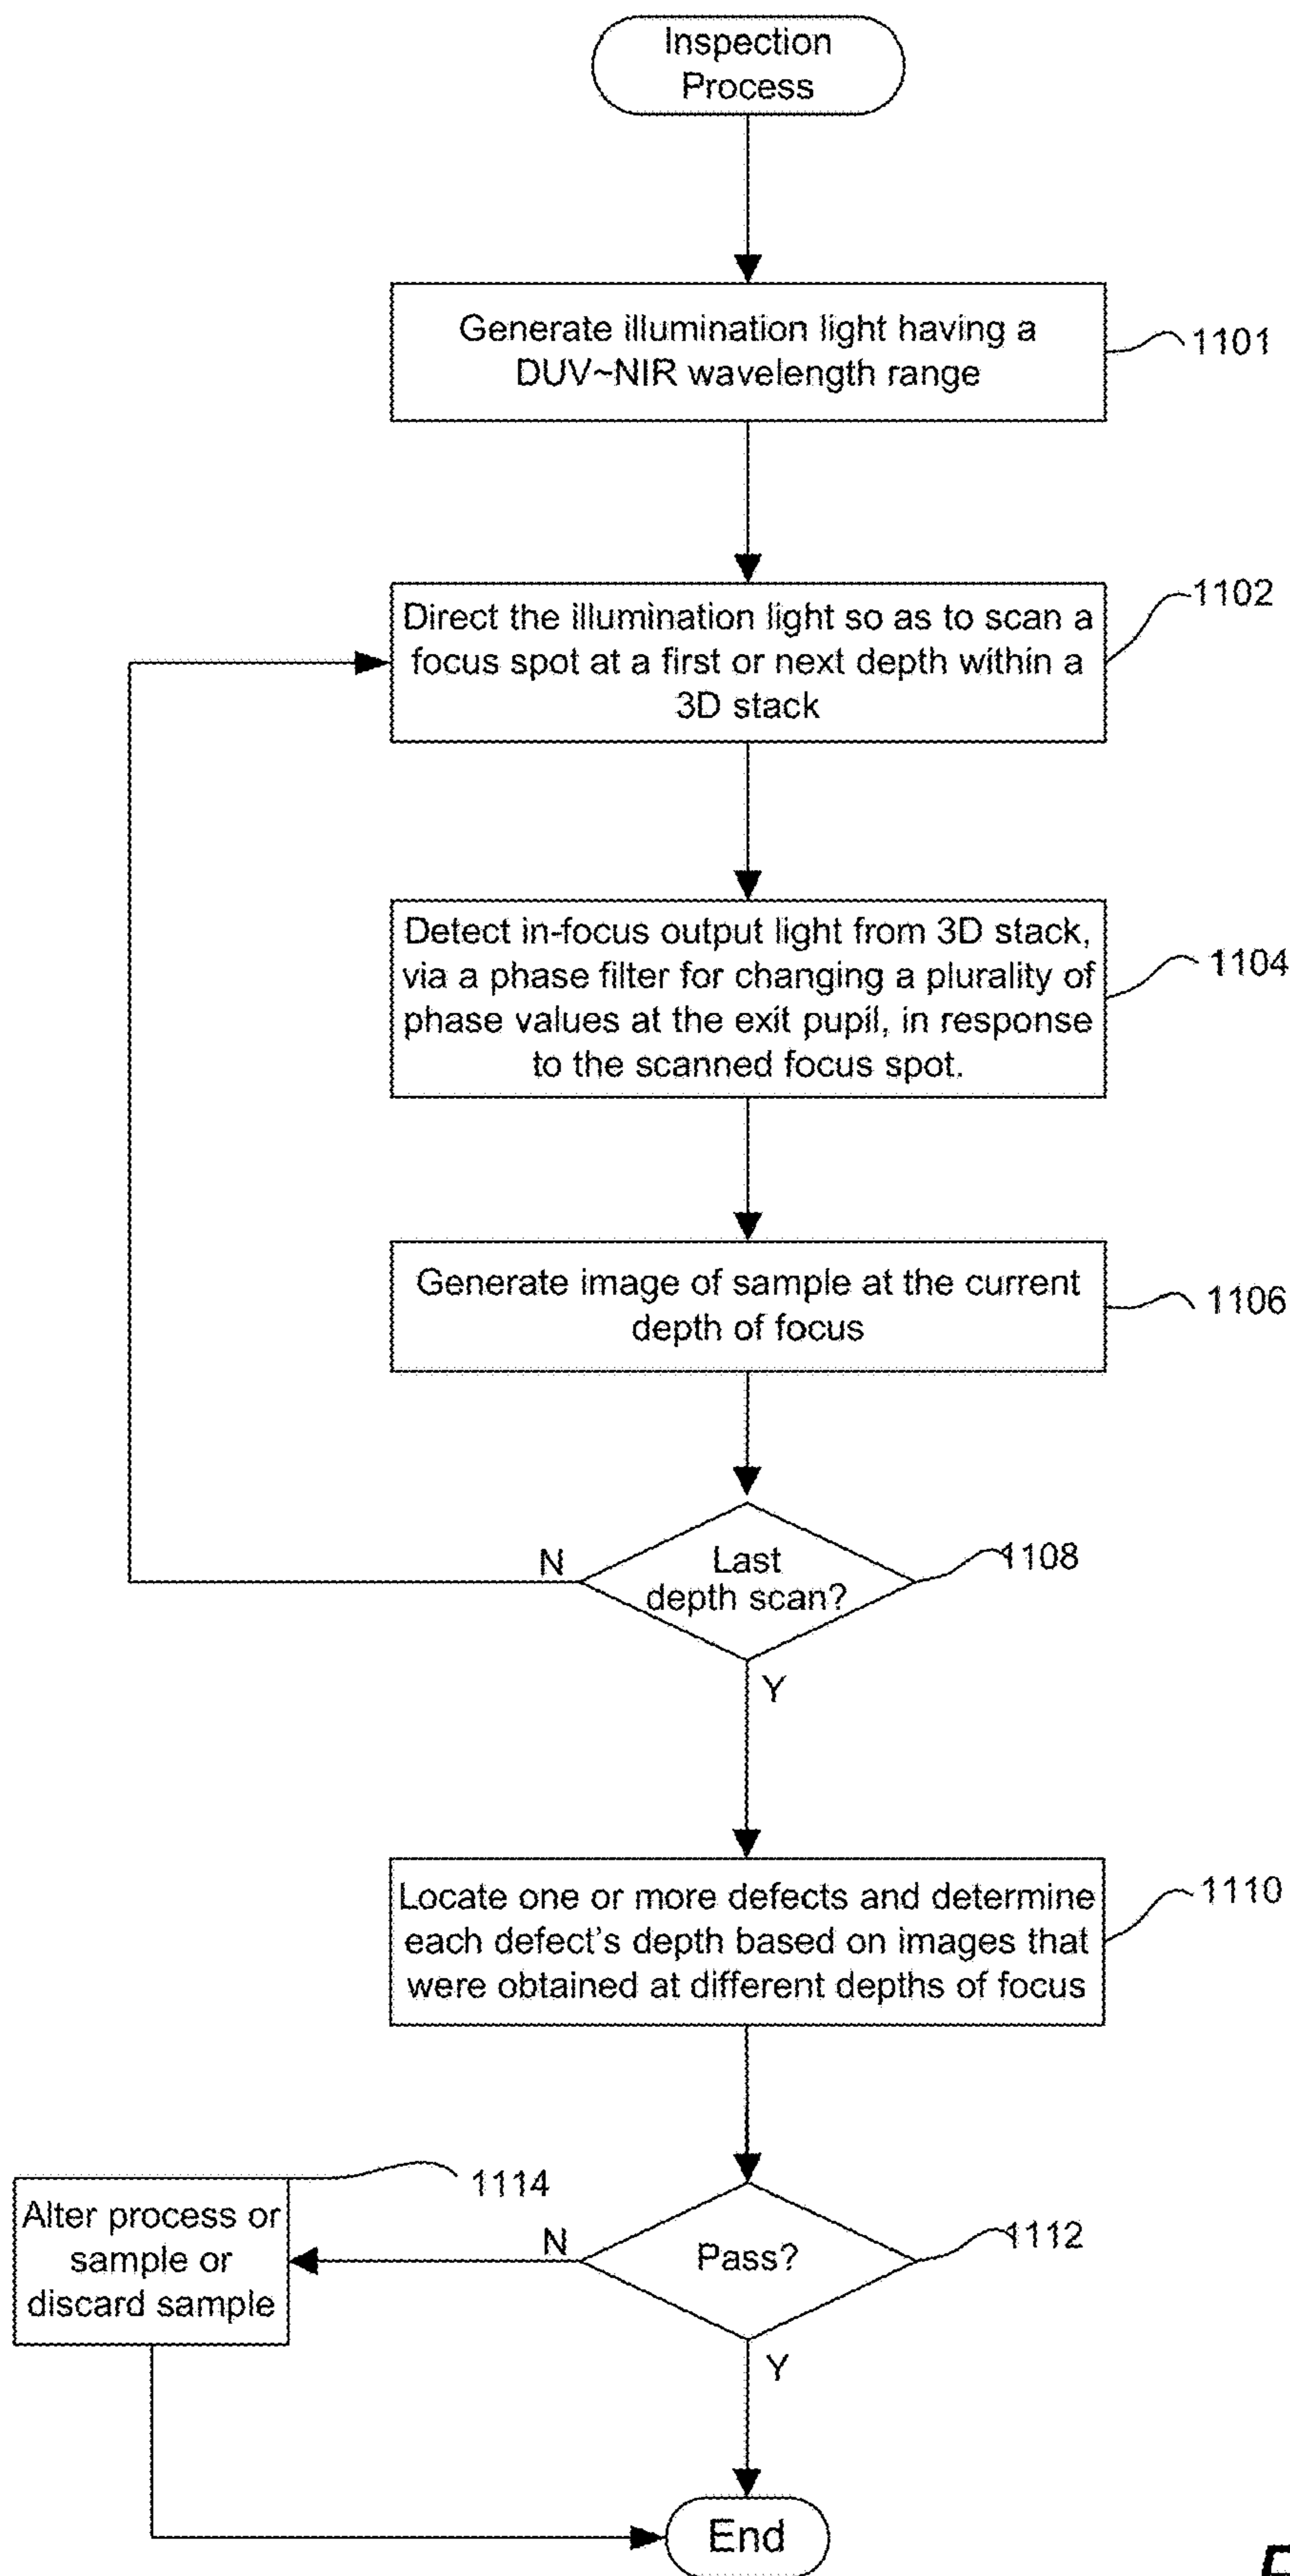 Inspection
Process
Generate illumination light having a
DUV~NIR wavelength range
1101
Direct the illumination light so as to scan a
focus spot at a first or next depth within a
3D stack
1102
Detect in-focus output light from 3D stack,
via a phase filter for changing a plurality of
phase values at the exit pupil, in response
to the scanned focus spot.
1104
Generate image of sample at the current
depth of focus
1106
Last
depth scan?
1108
N
Y
Locate one or more defects and determine
each defect's depth based on images that
were obtained at different depths of focus
1110
Pass?
1112
N
Y
Alter process or
sample or
discard sample
1114
End